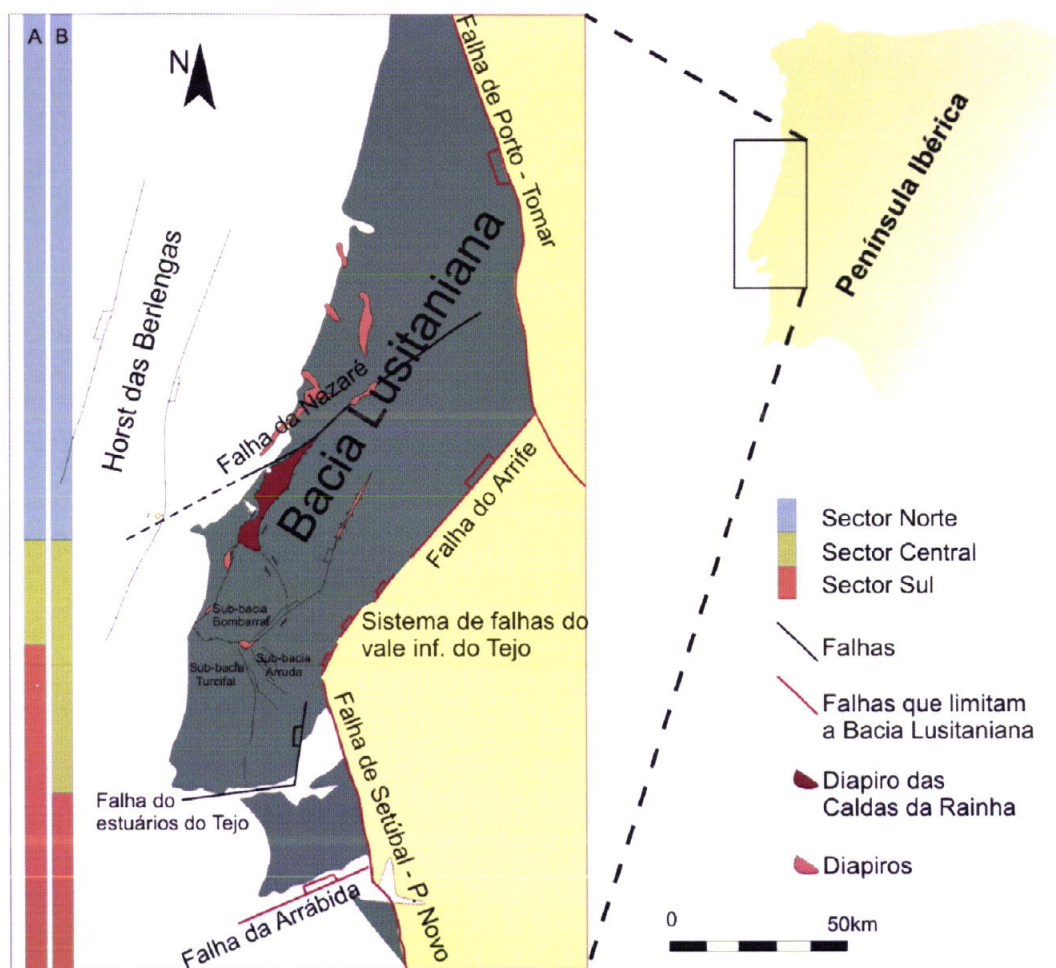 A B
N
Falha de Porto - Tomar
Península Ibérica
Horst das Berlengas
Bacia Lusitaniana
Falha da Nazaré
Falha do Arrife
Sub-bacia
Bombarral
Sub-bacia
Turcifal
Sub-bacia
Arruda
Sistema de falhas do
vale inf. do Tejo
Falha do
estuários do Tejo
Falha de Setúbal - P. Novo
Falha da Arrábida
Sector Norte
Sector Central
Sector Sul
Falhas
Falhas que limitam
a Bacia Lusitaniana
Diapiro das
Caldas da Rainha
Diapiros
0 50km